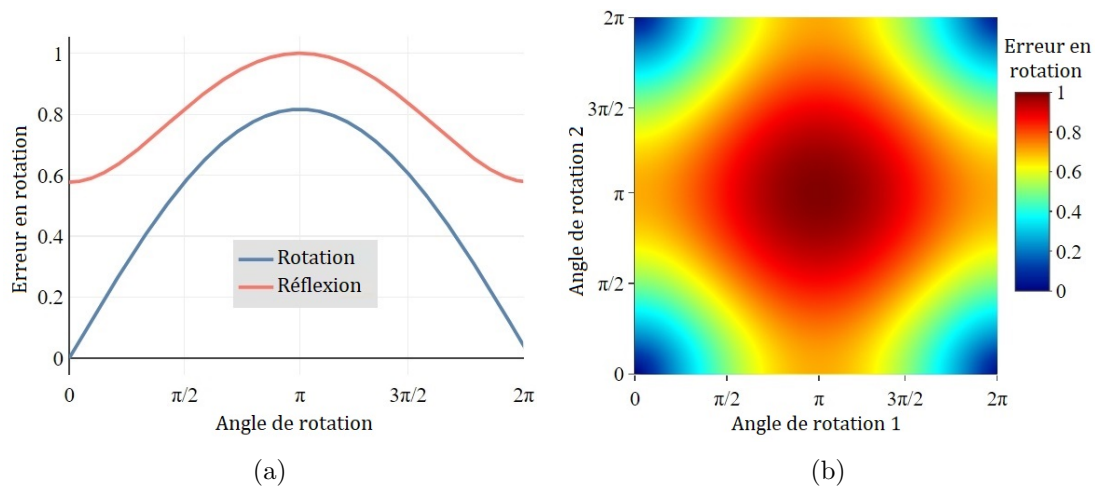 Erreur en rotation
1
0.8
0.6
0.4
0.2
0
Rotation
Réflexion
0
π/2
π
3π/2
2π
Angle de rotation
(a)
Angle de rotation 2
2π
3π/2
π
π/2
0
0
π/2
π
3π/2
2π
Angle de rotation 1
Erreur en
rotation
1
0.8
0.6
0.4
0.2
0
(b)